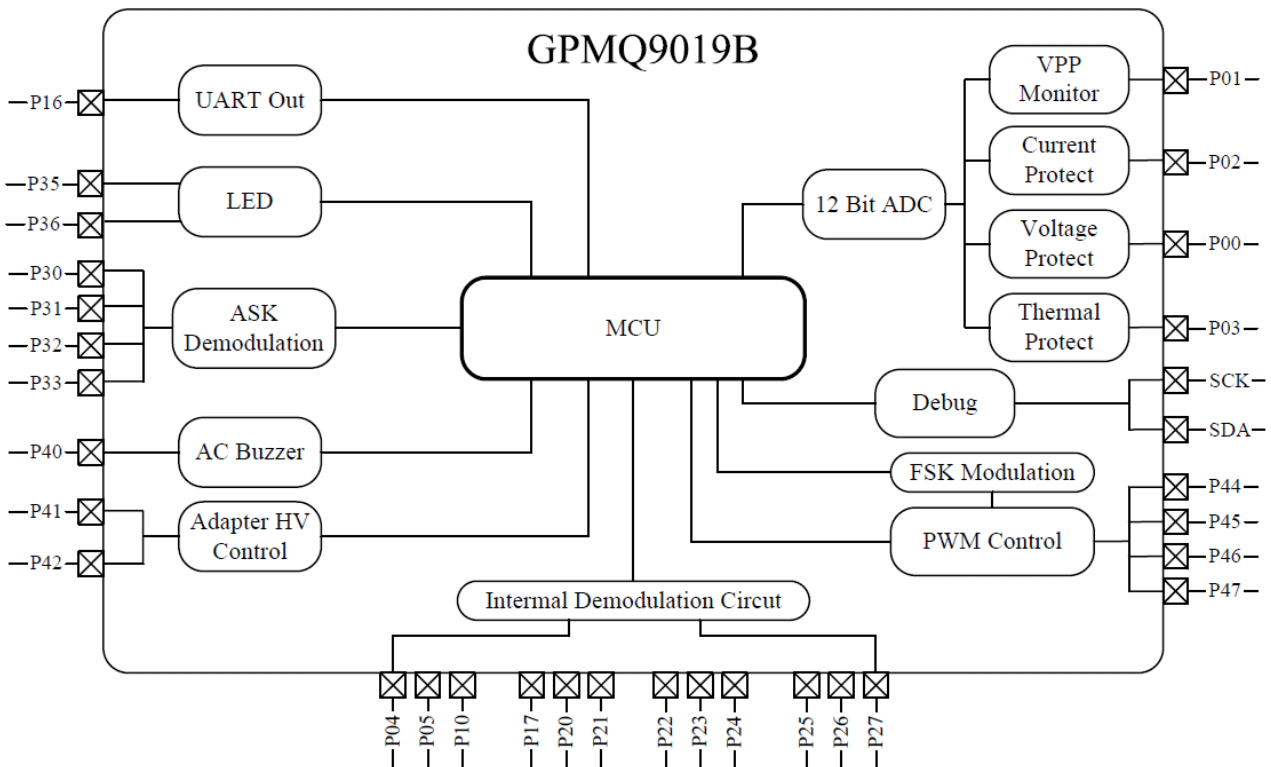 GPMQ9019B
P16
UART Out
P35
P36
LED
P30
P31
P32
P33
ASK
Demodulation
P40
AC Buzzer
P41
P42
Adapter HV
Control
MCU
12 Bit ADC
VPP
Monitor
P01
Current
Protect
P02
Voltage
Protect
P00
Thermal
Protect
P03
Debug
SCK
SDA
FSK Modulation
PWM Control
P44
P45
P46
P47
Internal Demodulation Circut
P04
P05
P10
P17
P20
P21
P22
P23
P24
P25
P26
P27